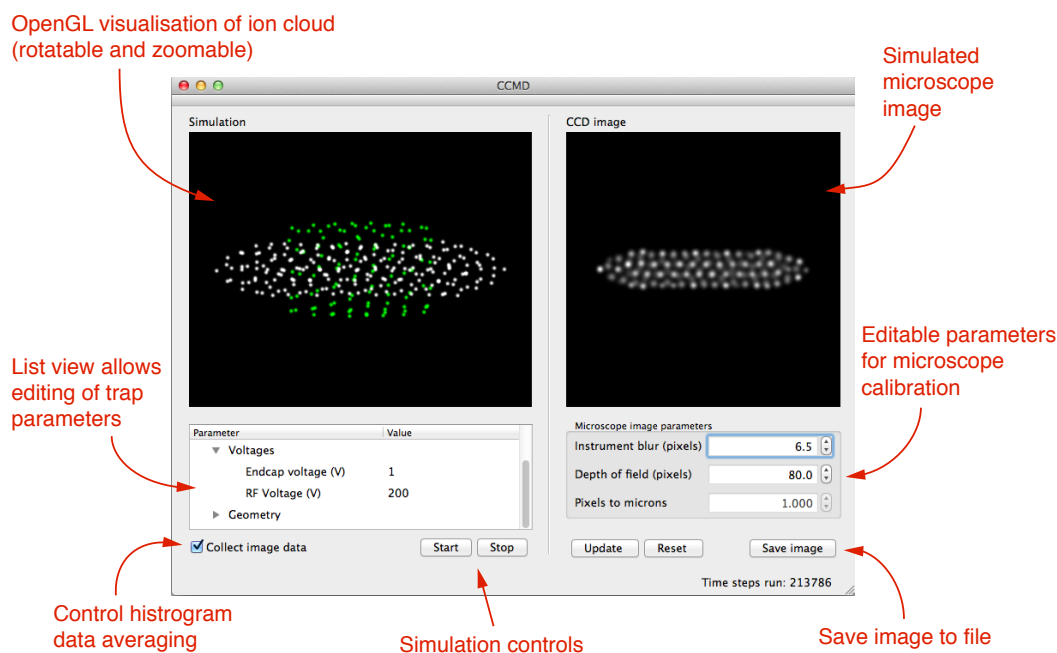 OpenGL visualisation of ion cloud
(rotatable and zoomable)
Simulated
microscope
image
CCMD
Simulation
CCD image
List view allows
editing of trap
parameters
Editable parameters
for microscope
calibration
Parameter
Value
Voltages
Endcap voltage (V)
1
RF Voltage (V)
200
Geometry
Microscope image parameters
Instrument blur (pixels)
6.5
Depth of field (pixels)
80.0
Pixels to microns
1.000
Collect image data
Start
Stop
Update
Reset
Save image
Time steps run: 213786
Control histrogram
data averaging
Simulation controls
Save image to file